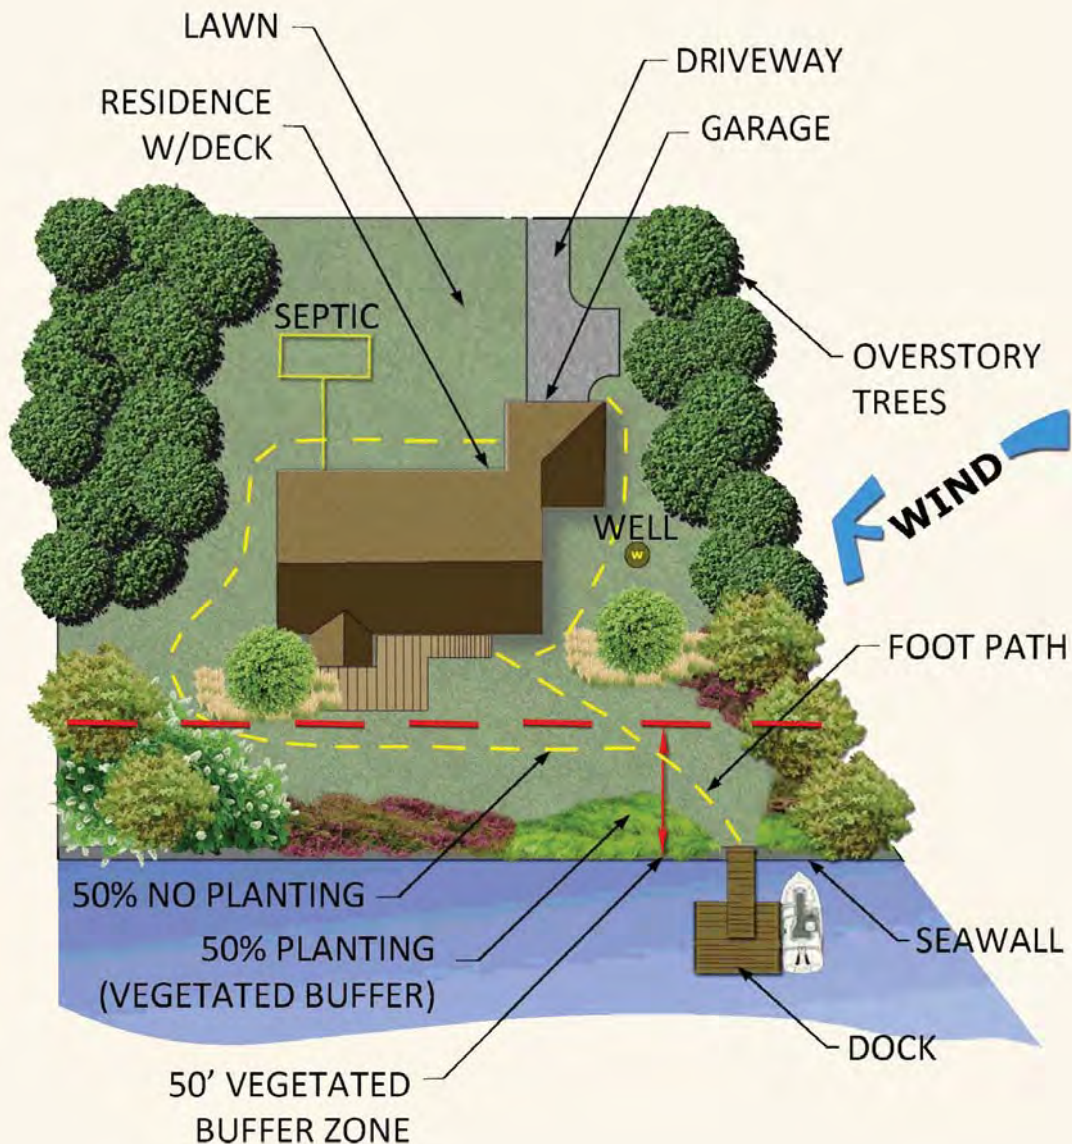 LAWN
DRIVEWAY
RESIDENCE
W/DECK
GARAGE
SEPTIC
OVERSTORY
TREES
WIND
WELL
W
FOOT PATH
50% NO PLANTING
50% PLANTING
(VEGETATED BUFFER)
SEAWALL
DOCK
50' VEGETATED
BUFFER ZONE